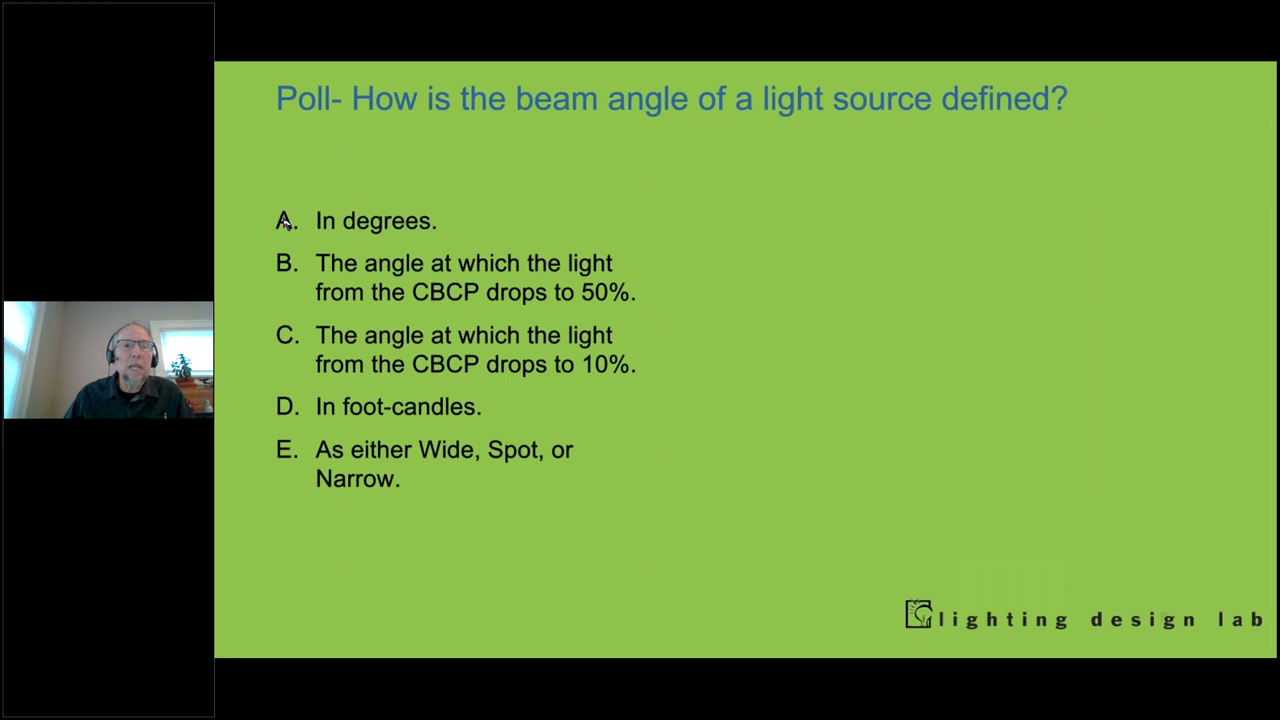 Poll- How is the beam angle of a light source defined?
A. In degrees.
B. The angle at which the light
from the CBCP drops to 50%.
C. The angle at which the light
from the CBCP drops to 10%.
D. In foot-candles.
E. As either Wide, Spot, or
Narrow.
lighting design lab